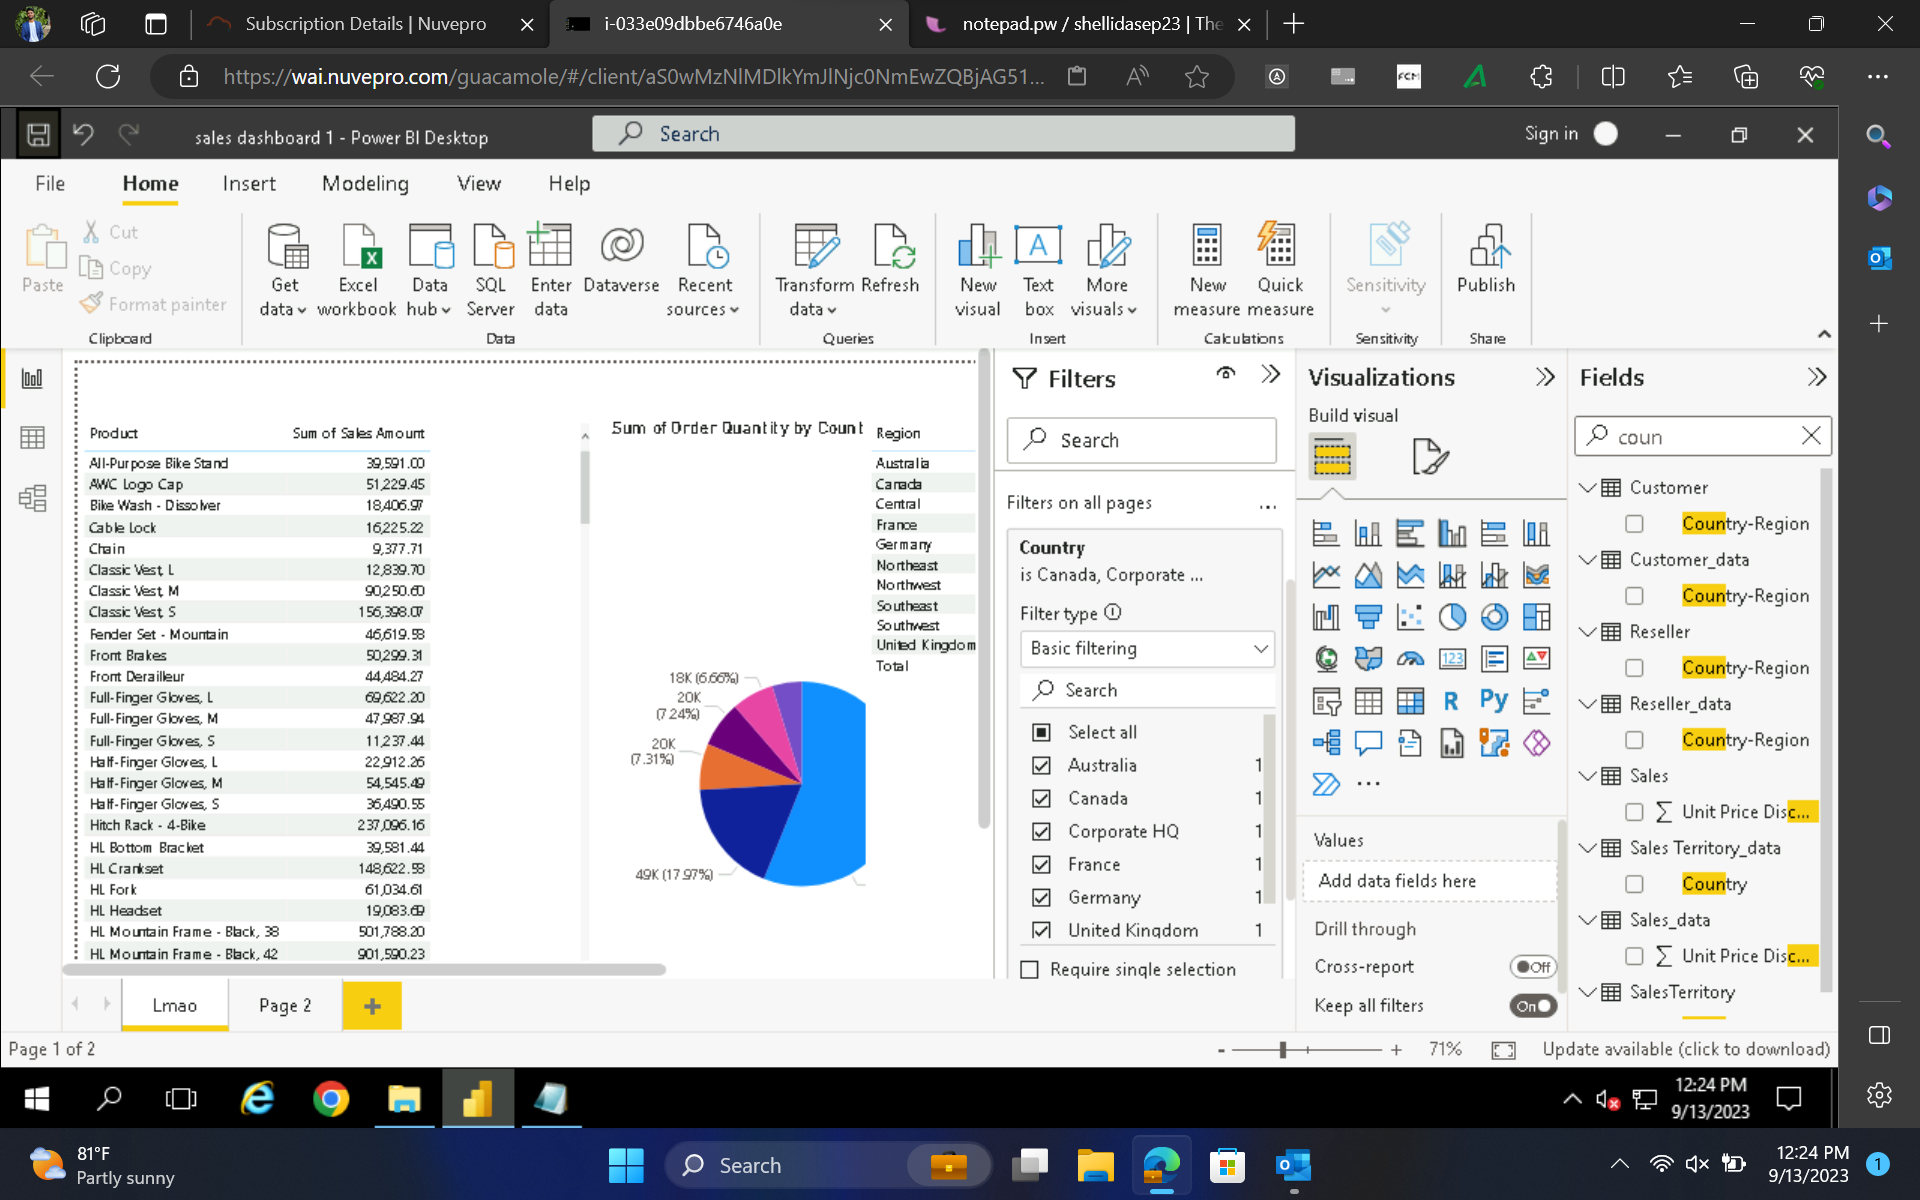 Subscription Details | Nuvepro
i-033e09dbbe6746a0e
notepad.pw / shellidasep23 | The
https://wai.nuvepro.com/guacamole/#/client/aS0wMzNlMDlkYmJlNjc0NmEwZQBjAG51...
sales dashboard 1 - Power BI Desktop
Search
Sign in
File Home Insert Modeling View Help
Paste
Cut
Copy
Format painter
Clipboard
Get data
Excel workbook
Data hub
SQL Server
Enter data
Dataverse
Recent sources
Data
Transform data
Refresh
Queries
New visual
Text box
More visuals
Insert
New measure
Quick measure
Calculations
Sensitivity
Sensitivity
Publish
Share
Product Sum of Sales Amount
All-Purpose Bike Stand 39,591.00
AWC Logo Cap 51,229.45
Bike Wash - Dissolver 18,406.97
Cable Lock 16,225.22
Chain 9,377.71
Classic Vest, L 12,839.70
Classic Vest, M 90,250.60
Classic Vest, S 156,398.07
Fender Set - Mountain 46,619.58
Front Brakes 50,299.31
Front Derailleur 44,484.27
Full-Finger Gloves, L 69,622.20
Full-Finger Gloves, M 47,987.94
Full-Finger Gloves, S 11,237.44
Half-Finger Gloves, L 22,912.26
Half-Finger Gloves, M 54,545.49
Half-Finger Gloves, S 36,490.55
Hitch Rack - 4-Bike 237,096.16
HL Bottom Bracket 39,581.44
HL Crankset 148,622.53
HL Fork 61,034.61
HL Headset 19,083.69
HL Mountain Frame - Black, 38 501,788.20
HL Mountain Frame - Black, 42 901,590.23
Sum of Order Quantity by Count
18K (6.66%)
20K
(7.24%)
20K
(7.31%)
49K (17.97%)
Region
Australia
Canada
Central
France
Germany
Northeast
Northwest
Southeast
Southwest
United Kingdom
Total
Filters
Search
Filters on all pages ...
Country
is Canada, Corporate ...
Filter type
Basic filtering
Search
Select all
Australia 1
Canada 1
Corporate HQ 1
France 1
Germany 1
United Kingdom 1
Require single selection
Visualizations
Build visual
123
R
Py
...
Values
Add data fields here
Drill through
Cross-report Off
Keep all filters On
Fields
coun
Customer
Country-Region
Customer_data
Country-Region
Reseller
Country-Region
Reseller_data
Country-Region
Sales
Unit Price Disc...
Sales Territory_data
Country
Sales_data
Unit Price Disc...
SalesTerritory
Lmao
Page 2
Page 1 of 2
- + 71%
Update available (click to download)
12:24 PM
9/13/2023
81°F
Partly sunny
Search
12:24 PM
9/13/2023
1